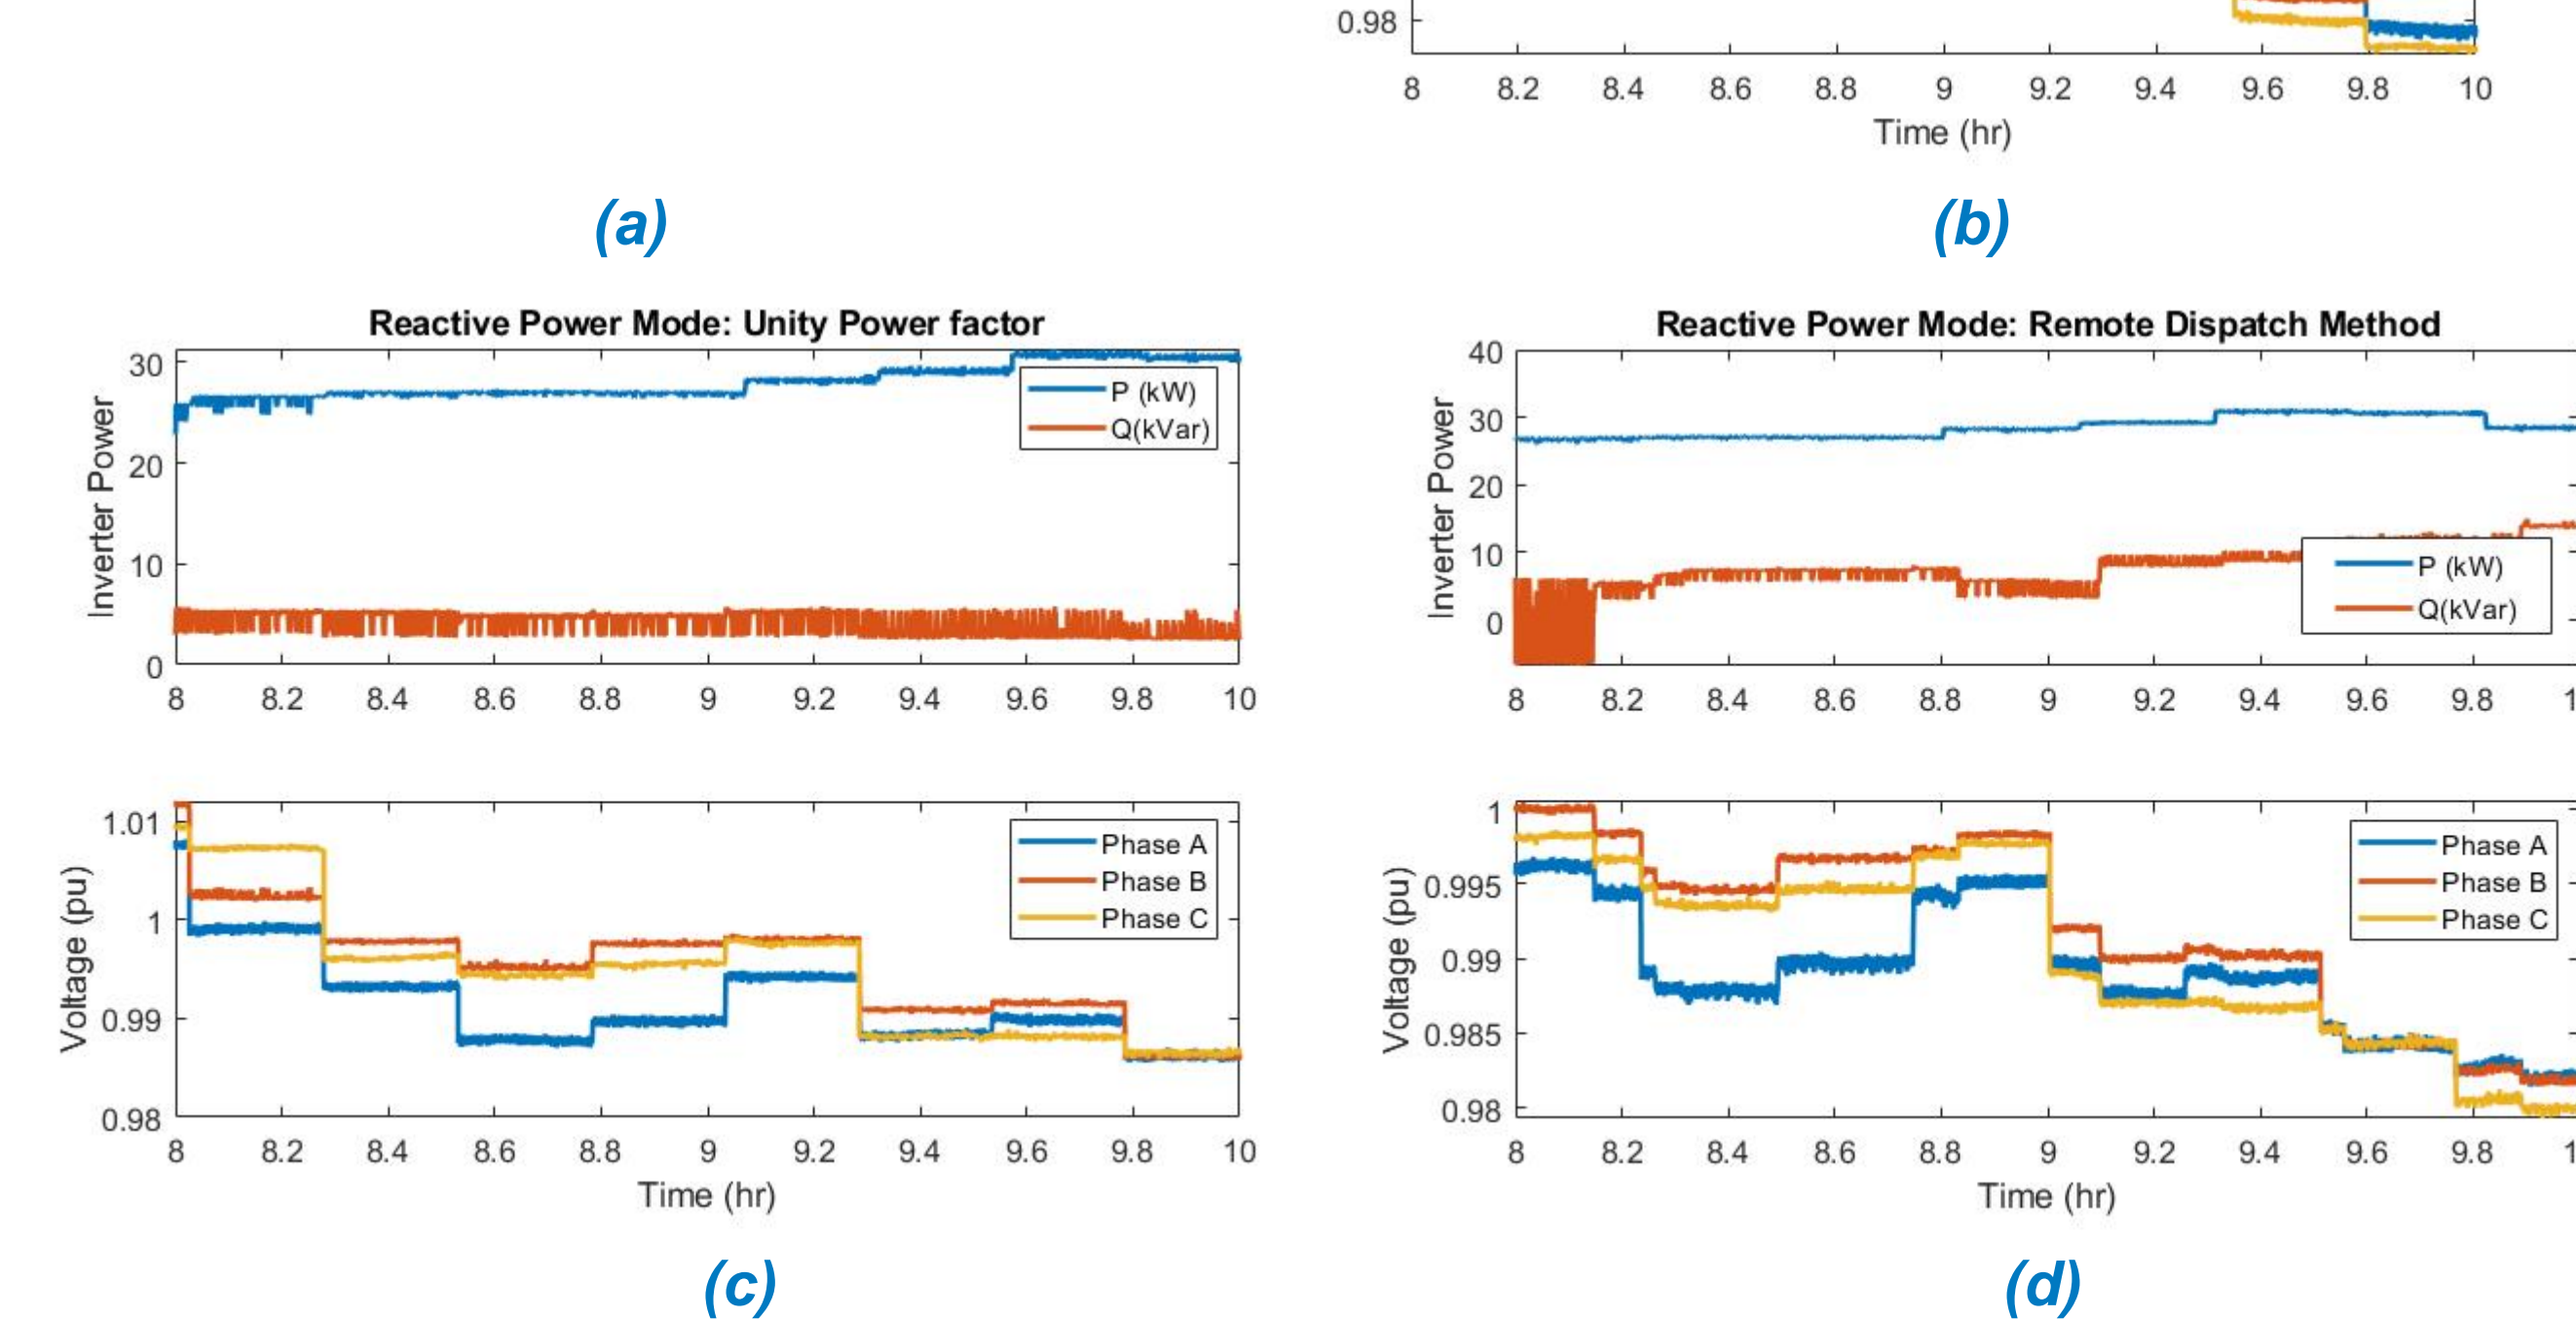 0.98
8 8.2 8.4 8.6 8.8 9 9.2 9.4 9.6 9.8 10
Time (hr)
(a)
(b)
Reactive Power Mode: Unity Power factor
30
20
10
0
Inverter Power
P (kW)
Q(kVar)
8 8.2 8.4 8.6 8.8 9 9.2 9.4 9.6 9.8 10
1.01
1
0.99
0.98
Voltage (pu)
Phase A
Phase B
Phase C
8 8.2 8.4 8.6 8.8 9 9.2 9.4 9.6 9.8 10
Time (hr)
(c)
Reactive Power Mode: Remote Dispatch Method
40
30
20
10
0
Inverter Power
P (kW)
Q(kVar)
8 8.2 8.4 8.6 8.8 9 9.2 9.4 9.6 9.8 1
1
0.995
0.99
0.985
0.98
Voltage (pu)
Phase A
Phase B
Phase C
8 8.2 8.4 8.6 8.8 9 9.2 9.4 9.6 9.8 1
Time (hr)
(d)